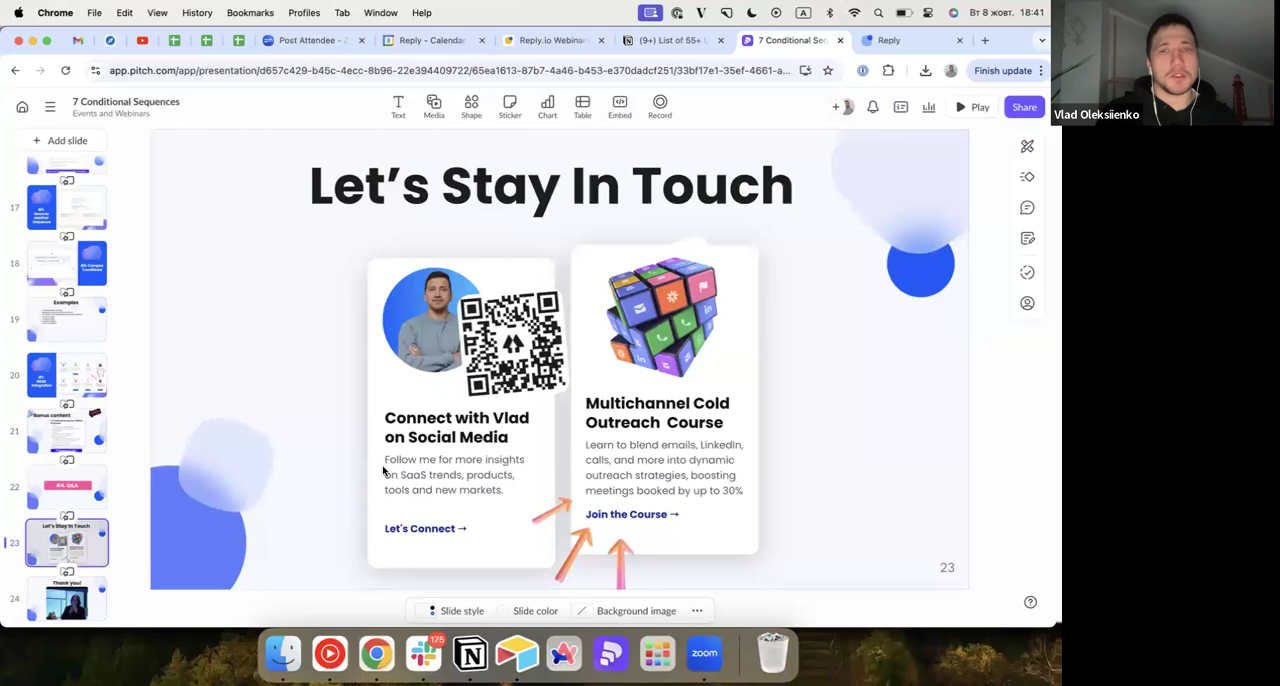 Chrome File Edit View History Bookmarks Profiles Tab Window Help
A Вт 8 жовт. 18:41
Post Attendee - Z
Reply - Calendar
Reply.io Webinar
(9+) List of 55+
7 Conditional Seq
Reply
app.pitch.com/app/presentation/d657c429-b45c-4ecc-8b96-22e394409722/65ea1613-87b7-4a46-b453-e370dadcf251/33bf17e1-35ef-4661-a...
Finish update
7 Conditional Sequences
Events and Webinars
Text Media Shape Sticker Chart Table Embed Record
Play
Share
Vlad Oleksiienko
+ Add slide
17
18
19
Examples
20
21
Bonus content
22
#4. Q&A
23
Let's Stay In Touch
24
Thank you!
Let's Stay In Touch
Connect with Vlad
on Social Media
Follow me for more insights
on SaaS trends, products,
tools and new markets.
Let's Connect →
Multichannel Cold
Outreach Course
Learn to blend emails, LinkedIn,
calls, and more into dynamic
outreach strategies, boosting
meetings booked by up to 30%
Join the Course →
23
Slide style
Slide color
Background image
175
zoom